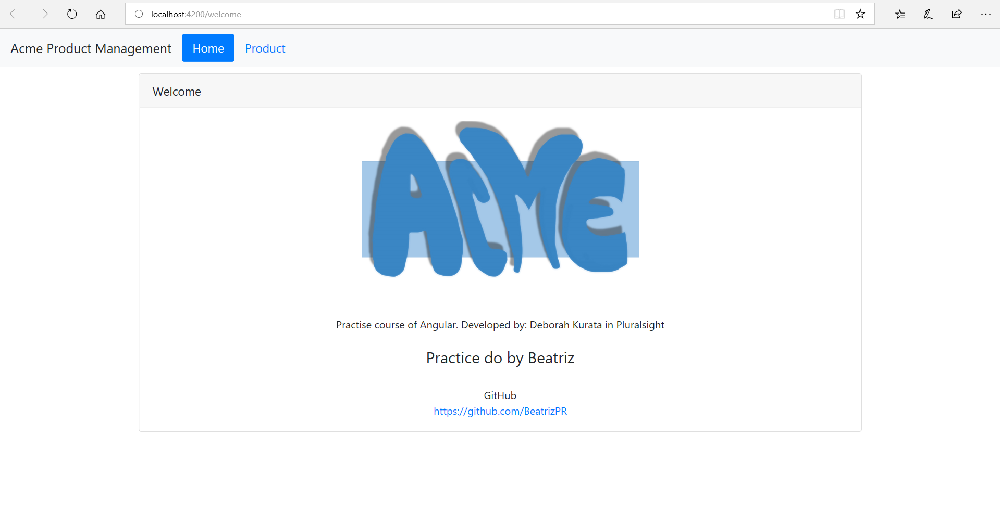 localhost:4200/welcome
Acme Product Management Home Product
Welcome
ACME
Practise course of Angular. Developed by: Deborah Kurata in Pluralsight
Practice do by Beatriz
GitHub
https://github.com/BeatrizPR